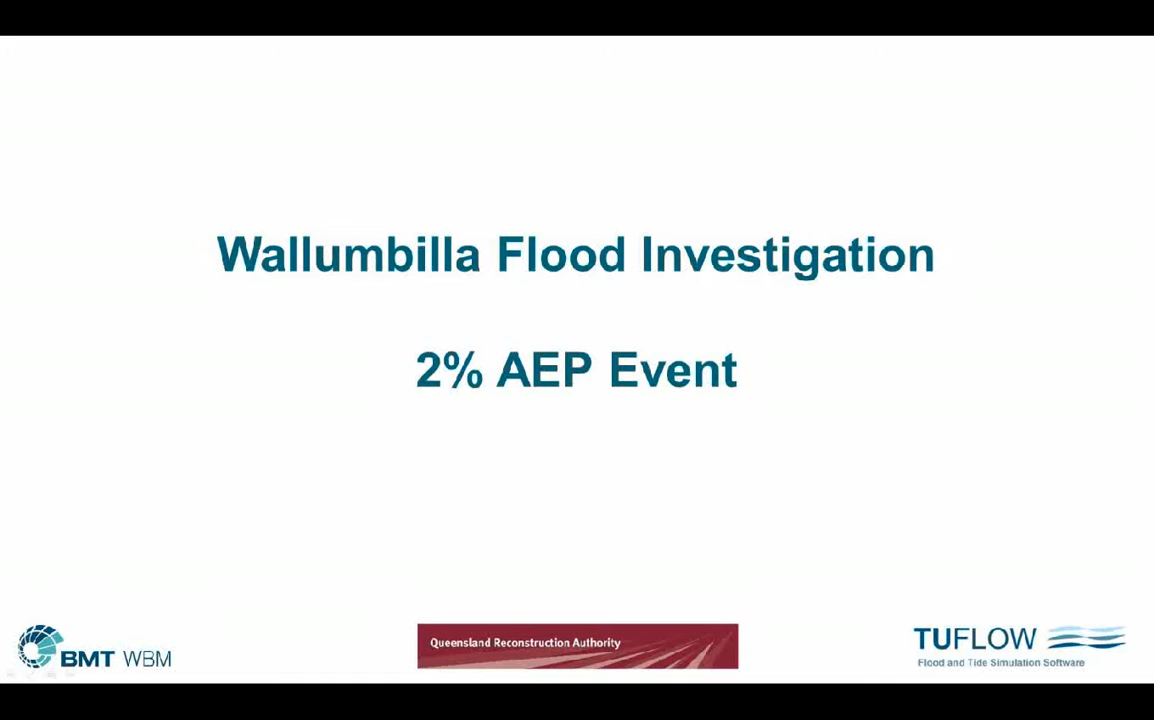 Wallumbilla Flood Investigation
2% AEP Event
BMT WBM
Queensland Reconstruction Authority
TUFLOW
Flood and Tide Simulation Software